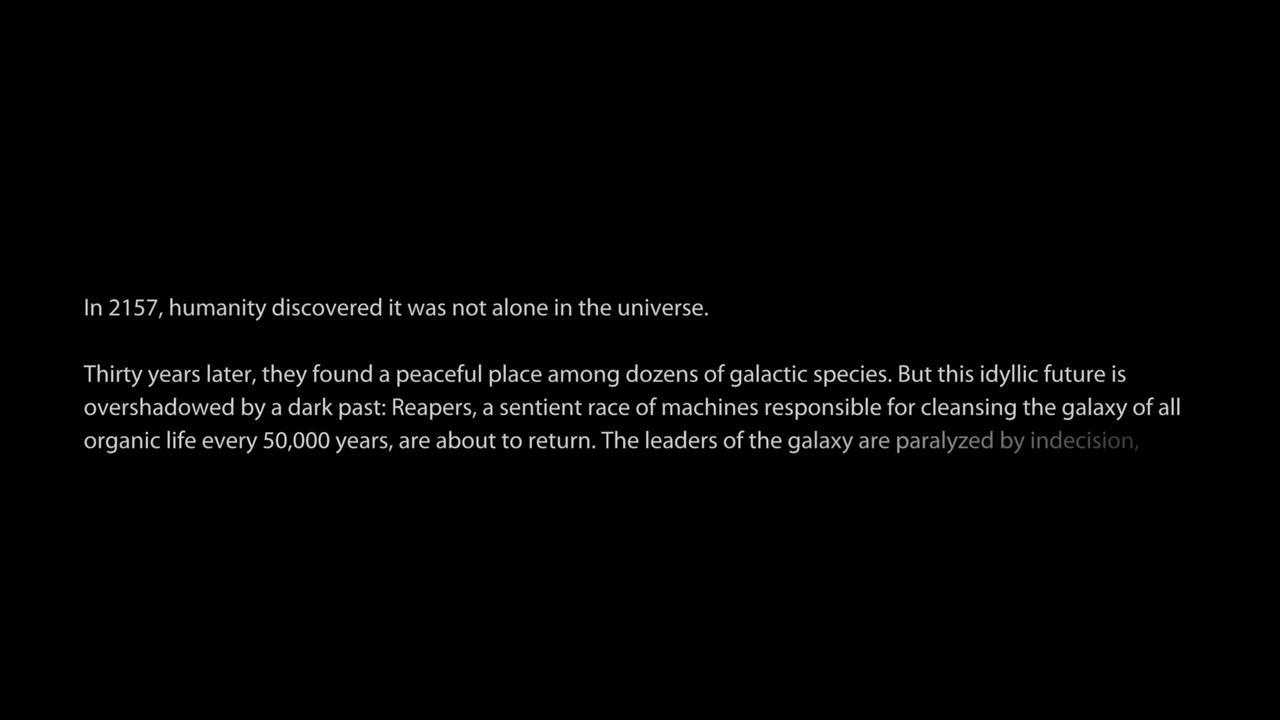 In 2157, humanity discovered it was not alone in the universe.
Thirty years later, they found a peaceful place among dozens of galactic species. But this idyllic future is
overshadowed by a dark past: Reapers, a sentient race of machines responsible for cleansing the galaxy of all
organic life every 50,000 years, are about to return. The leaders of the galaxy are paralyzed by indecision,